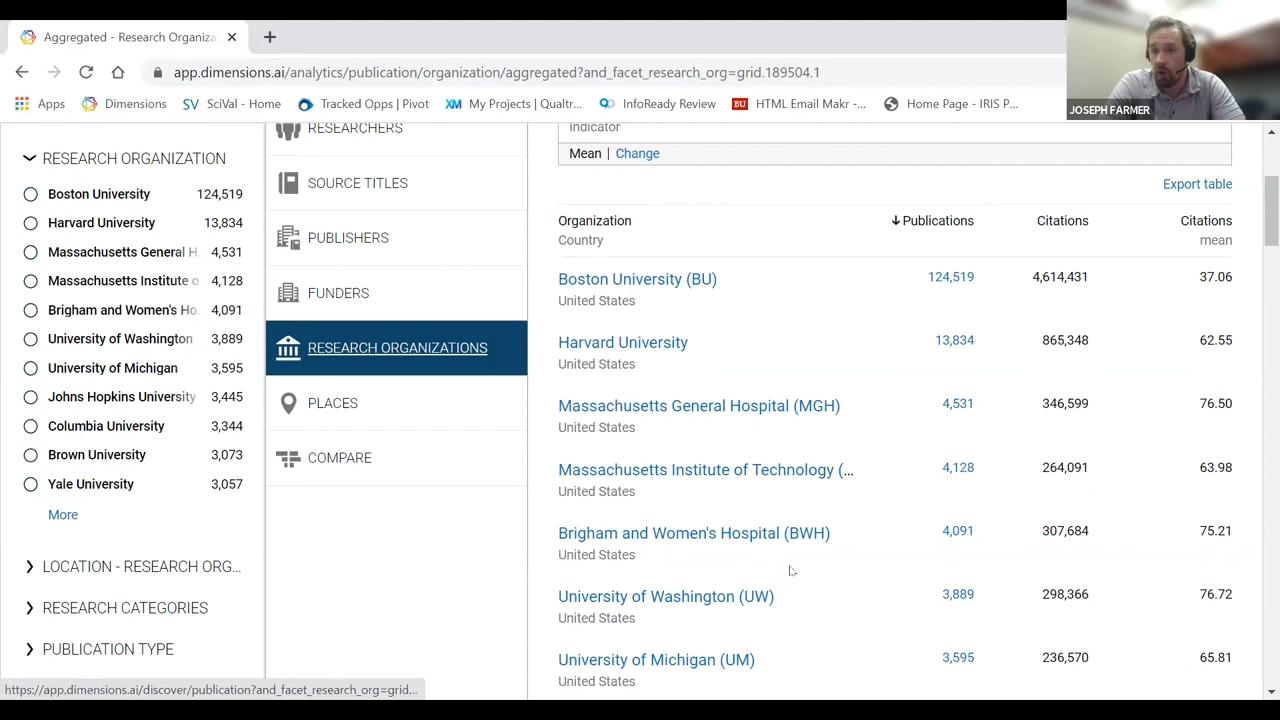 Aggregated - Research Organiza
app.dimensions.ai/analytics/publication/organization/aggregated?and_facet_research_org=grid.189504.1
Apps
Dimensions
SV SciVal - Home
Tracked Opps | Pivot
XM My Projects | Qualtr...
InfoReady Review
BU HTML Email Makr -...
Home Page - IRIS P...
JOSEPH FARMER
RESEARCH ORGANIZATION
Boston University 124,519
Harvard University 13,834
Massachusetts General H 4,531
Massachusetts Institute o 4,128
Brigham and Women's Ho 4,091
University of Washington 3,889
University of Michigan 3,595
Johns Hopkins University 3,445
Columbia University 3,344
Brown University 3,073
Yale University 3,057
More
LOCATION - RESEARCH ORG...
RESEARCH CATEGORIES
PUBLICATION TYPE
RESEARCHERS
SOURCE TITLES
PUBLISHERS
FUNDERS
RESEARCH ORGANIZATIONS
PLACES
COMPARE
Indicator
Mean | Change
Export table
Organization Publications Citations Citations
Country mean
Boston University (BU) 124,519 4,614,431 37.06
United States
Harvard University 13,834 865,348 62.55
United States
Massachusetts General Hospital (MGH) 4,531 346,599 76.50
United States
Massachusetts Institute of Technology (... 4,128 264,091 63.98
United States
Brigham and Women's Hospital (BWH) 4,091 307,684 75.21
United States
University of Washington (UW) 3,889 298,366 76.72
United States
University of Michigan (UM) 3,595 236,570 65.81
United States
https://app.dimensions.ai/discover/publication?and_facet_research_org=grid...